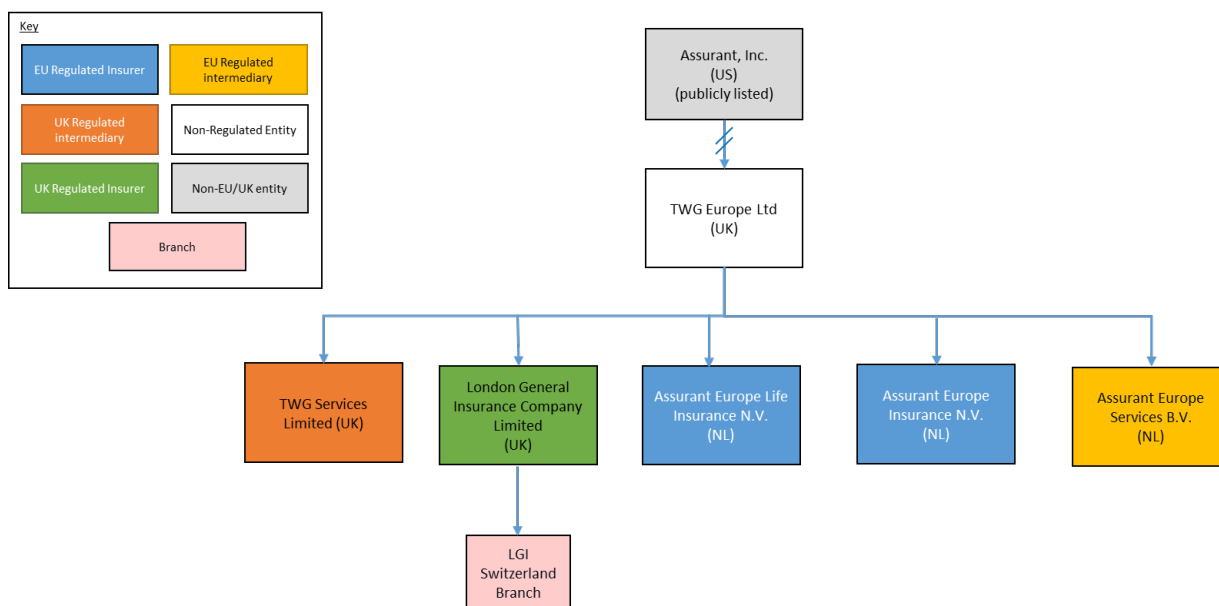 Key
EU Regulated Insurer
EU Regulated
intermediary
UK Regulated
intermediary
Non-Regulated Entity
UK Regulated Insurer
Non-EU/UK entity
Branch
Assurant, Inc.
(US)
(publicly listed)
TWG Europe Ltd
(UK)
TWG Services
Limited (UK)
London General
Insurance Company
Limited
(UK)
Assurant Europe Life
Insurance N.V.
(NL)
Assurant Europe
Insurance N.V.
(NL)
Assurant Europe
Services B.V.
(NL)
LGI
Switzerland
Branch